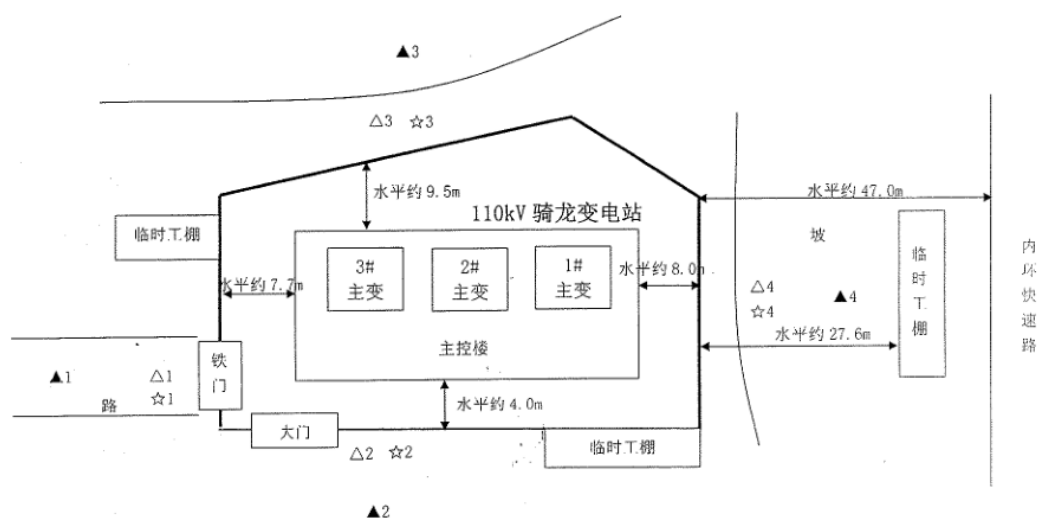 ▲3
△3 ☆3
水平约 9.5m
水平约 47.0m
110kV 骑龙变电站
临时工棚
坡
内环快速路
临时工棚
3#
主变
2#
主变
1#
主变
水平约 7.7m
水平约 8.0m
△4
☆4
▲4
水平约 27.6m
主控楼
铁门
▲1
△1
☆1
路
水平约 4.0m
大门
临时工棚
△2 ☆2
▲2